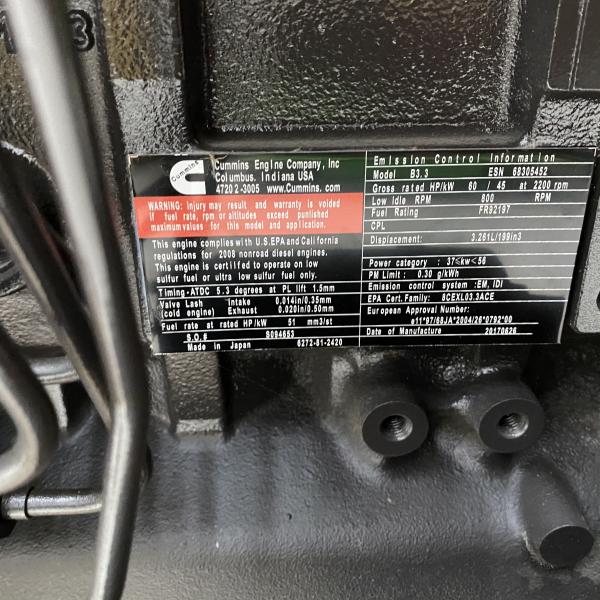 Cummins
Cummins Engine Company, Inc
Columbus. Indiana USA
4720 2-3005 www.Cummins. com
WARNING: Injury may result and warranty is voided
If fuel rate, rpm or altitudes exceed punlished
maximum values for this model and application.
This engine complies with U.S.EPA and California
regulations for 2008 nonroad diesel engines.
This engine is certilfed to operate on low
sulfur fuel or ultra low sulfur fuel only.
Timing-ATDC 5.3 degrees at PL lift 1.5mm
Valve Lash Intake 0.014in/0.35mm
(cold engine) Exhaust 0.020in/0.50mm
Fuel rate at rated HP/kW 51 mm3/st
S.O.# SO94653
Made in Japan 6272-81-2420
Emission Control Information
Model B3.3 ESN 68305452
Gross rated HP/kW 60 / 45 at 2200 rpm
Low Idle RPM 800 RPM
Fuel Rating FR92197
CPL
Displacement: 3.261L/199in3
Power category: 37≤kw<56
PM Limit : 0.30 g/kWh
Emission control system :EM, IDI
EPA Cert.Family: 8CEXL03.3ACE
European Approval Number:
e11*97/68JA*2004/26*0792*00
Date of Manufacture 20170626